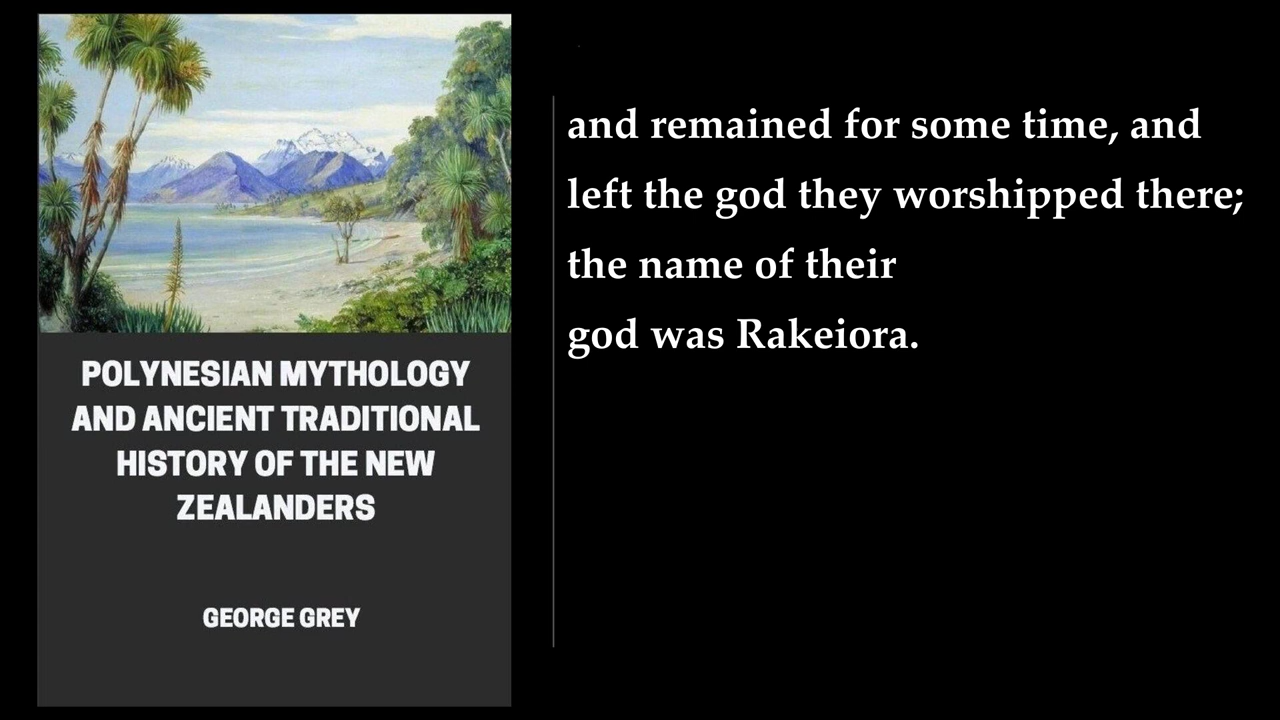 POLYNESIAN MYTHOLOGY
AND ANCIENT TRADITIONAL
HISTORY OF THE NEW
ZEALANDERS
GEORGE GREY
and remained for some time, and
left the god they worshipped there;
the name of their
god was Rakeiora.